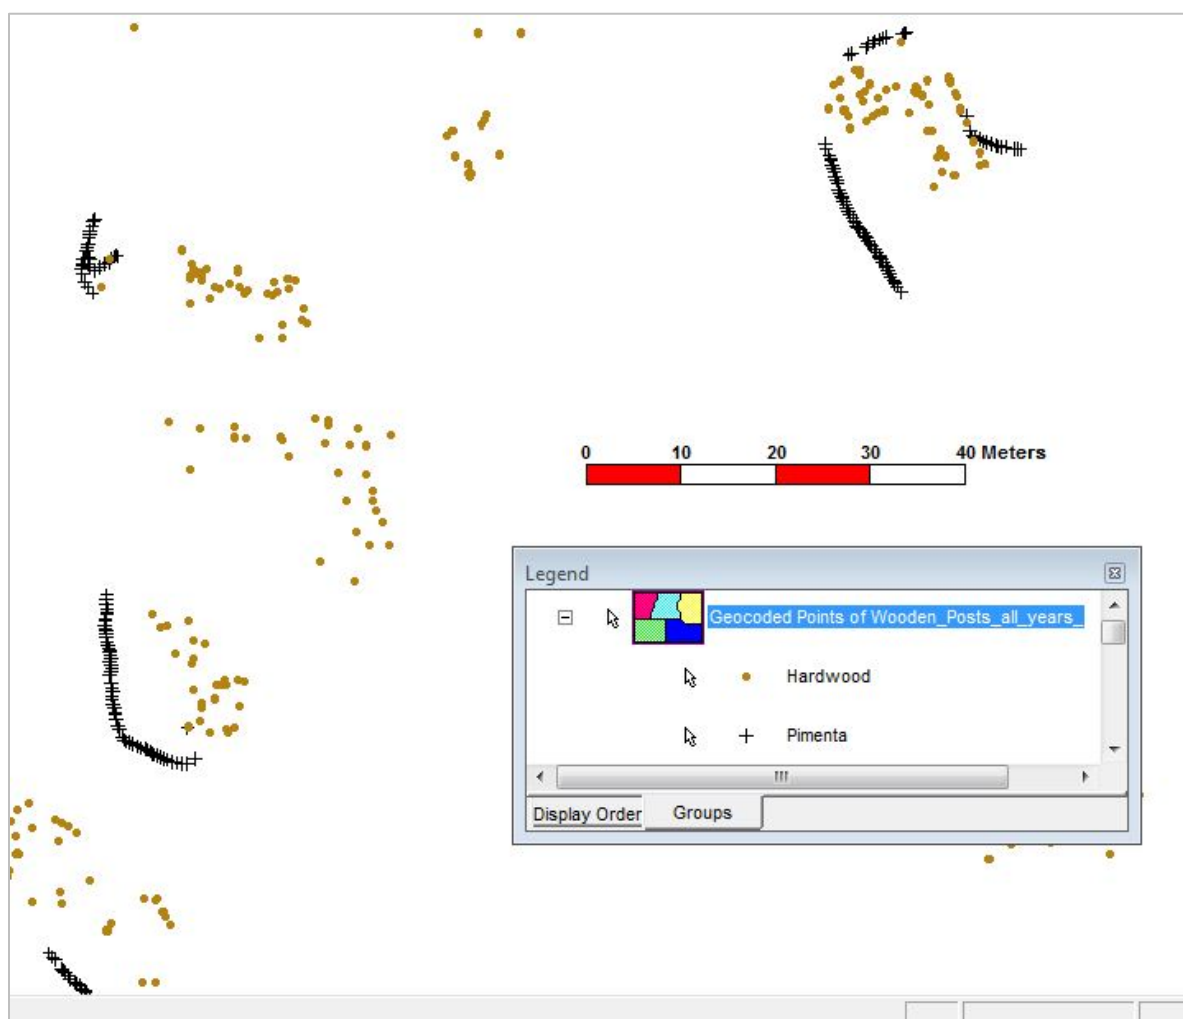 0 10 20 30 40 Meters
Legend
Geocoded Points of Wooden_Posts_all_years_
Hardwood
Pimenta
Display Order Groups